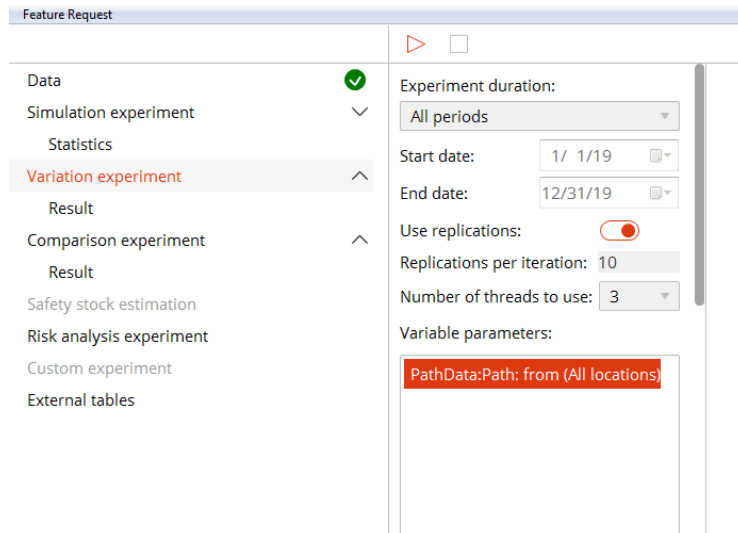 Feature Request
Data
Simulation experiment
Statistics
Variation experiment
Result
Comparison experiment
Result
Safety stock estimation
Risk analysis experiment
Custom experiment
External tables
Experiment duration:
All periods
Start date: 1/ 1/19
End date: 12/31/19
Use replications:
Replications per iteration: 10
Number of threads to use: 3
Variable parameters:
PathData:Path: from (All locations)